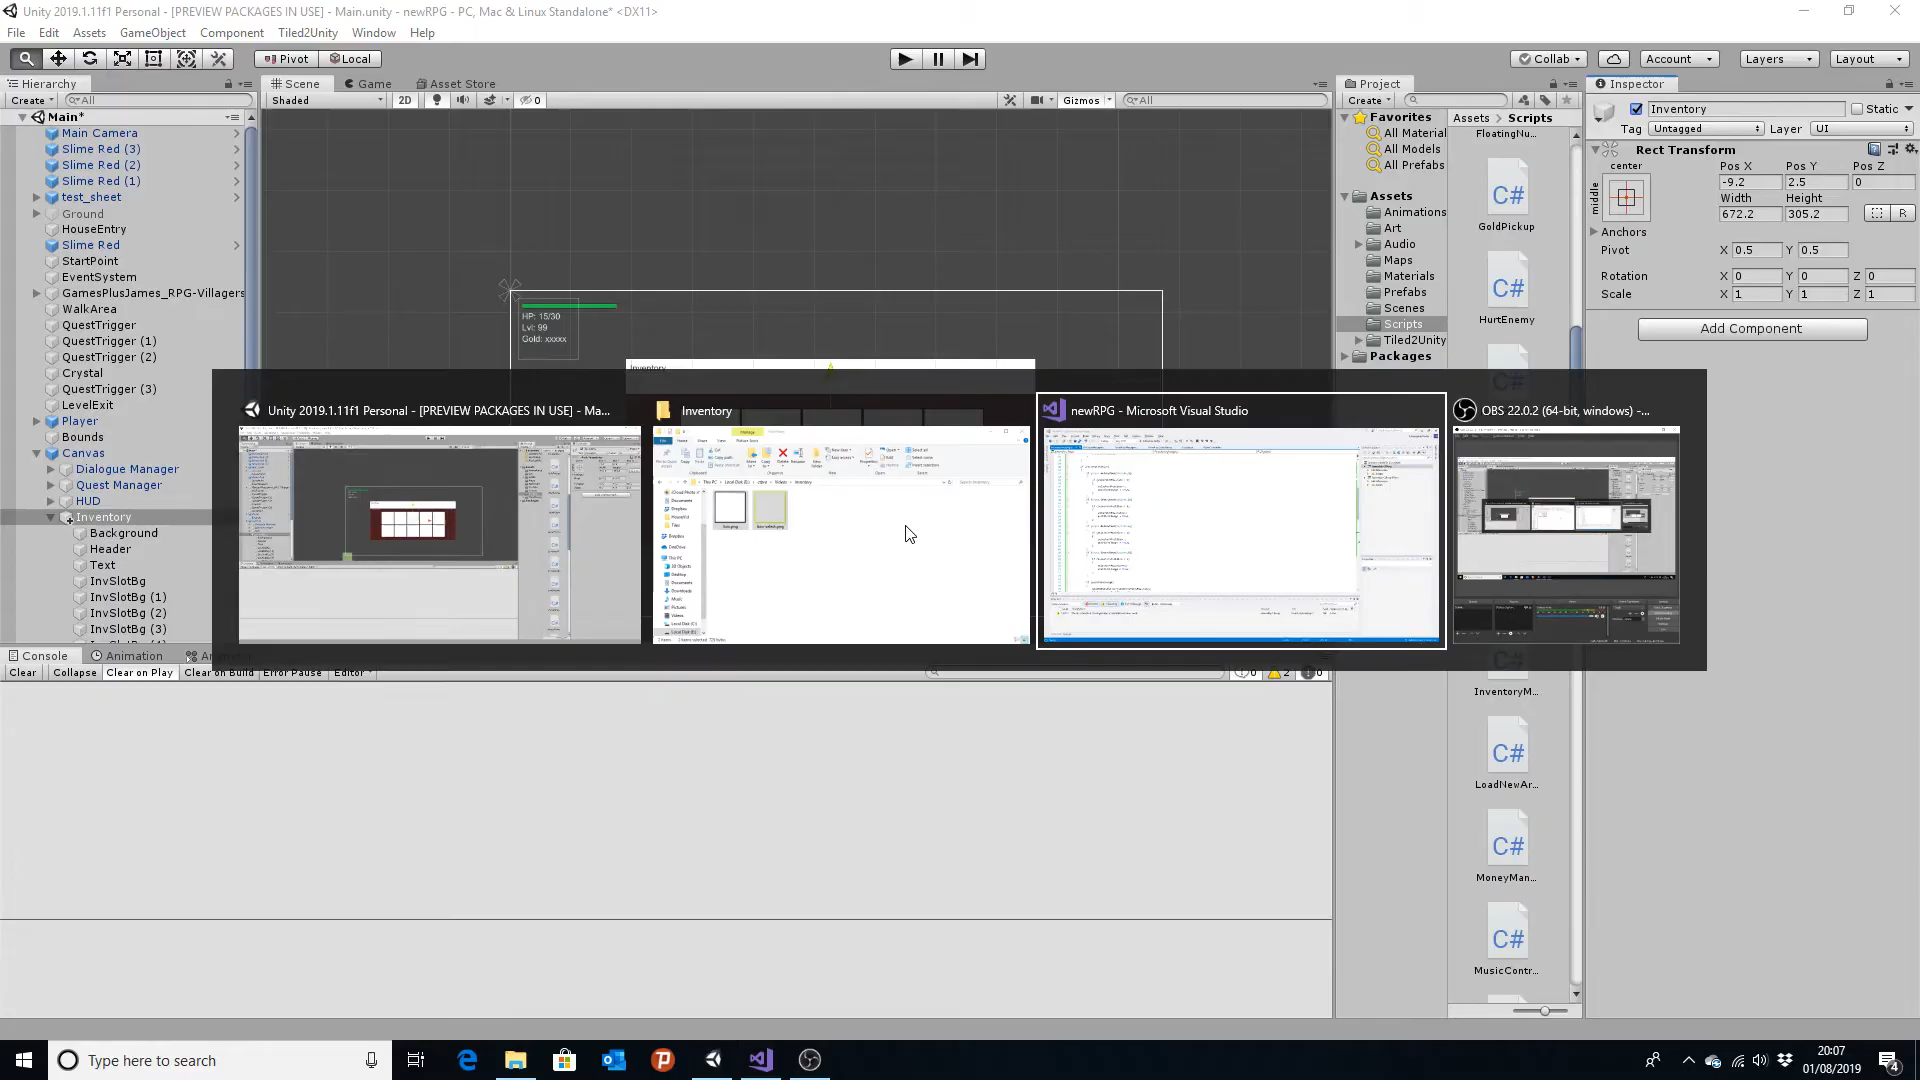 Unity 2019.1.11f1 Personal - [PREVIEW PACKAGES IN USE] - Main.unity - newRPG - PC, Mac & Linux Standalone* <DX11>
File Edit Assets GameObject Component Tiled2Unity Window Help
Pivot Local Collab Account Layers Layout
Hierarchy
Create All
Main*
Main Camera
Slime Red (3)
Slime Red (2)
Slime Red (1)
test_sheet
Ground
HouseEntry
Slime Red
StartPoint
EventSystem
GamesPlusJames_RPG-Villagers
WalkArea
QuestTrigger
QuestTrigger (1)
QuestTrigger (2)
Crystal
QuestTrigger (3)
LevelExit
Player
Bounds
Canvas
Dialogue Manager
Quest Manager
HUD
Inventory
Background
Header
Text
InvSlotBg
InvSlotBg (1)
InvSlotBg (2)
InvSlotBg (3)
Scene Game Asset Store
Shaded 2D 0 Gizmos All
HP: 15/30
Lvl: 99
Gold: xxxxx
Unity 2019.1.11f1 Personal - [PREVIEW PACKAGES IN USE] - Ma...
Inventory
newRPG - Microsoft Visual Studio
OBS 22.0.2 (64-bit, windows) -...
Project
Create
Favorites
All Material
All Models
All Prefabs
Assets
Animations
Art
Audio
Maps
Materials
Prefabs
Scenes
Scripts
Tiled2Unity
Packages
Assets > Scripts
FloatingNu...
C#
GoldPickup
C#
HurtEnemy
InventoryM...
C#
LoadNewAr...
C#
MoneyMan...
C#
MusicContr...
Inspector
Inventory Static
Tag Untagged Layer UI
Rect Transform
center Pos X Pos Y Pos Z
middle -9.2 2.5 0
Width Height
672.2 305.2 R
Anchors
Pivot X 0.5 Y 0.5
Rotation X 0 Y 0 Z 0
Scale X 1 Y 1 Z 1
Add Component
Console Animation
Clear Collapse Clear on Play Clear on Build Error Pause Editor 0 2 0
Type here to search
20:07
01/08/2019
4